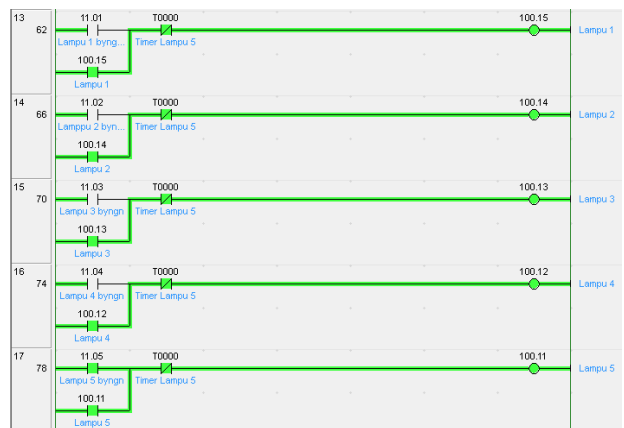 13 11.01 T0000 100.15
62 Lampu 1
Lampu 1 byng... Timer Lampu 5
100.15
Lampu 1
14 11.02 T0000 100.14
66 Lampu 2
Lamppu 2 byn... Timer Lampu 5
100.14
Lampu 2
15 11.03 T0000 100.13
70 Lampu 3
Lampu 3 byngn Timer Lampu 5
100.13
Lampu 3
16 11.04 T0000 100.12
74 Lampu 4
Lampu 4 byngn Timer Lampu 5
100.12
Lampu 4
17 11.05 T0000 100.11
78 Lampu 5
Lampu 5 byngn Timer Lampu 5
100.11
Lampu 5